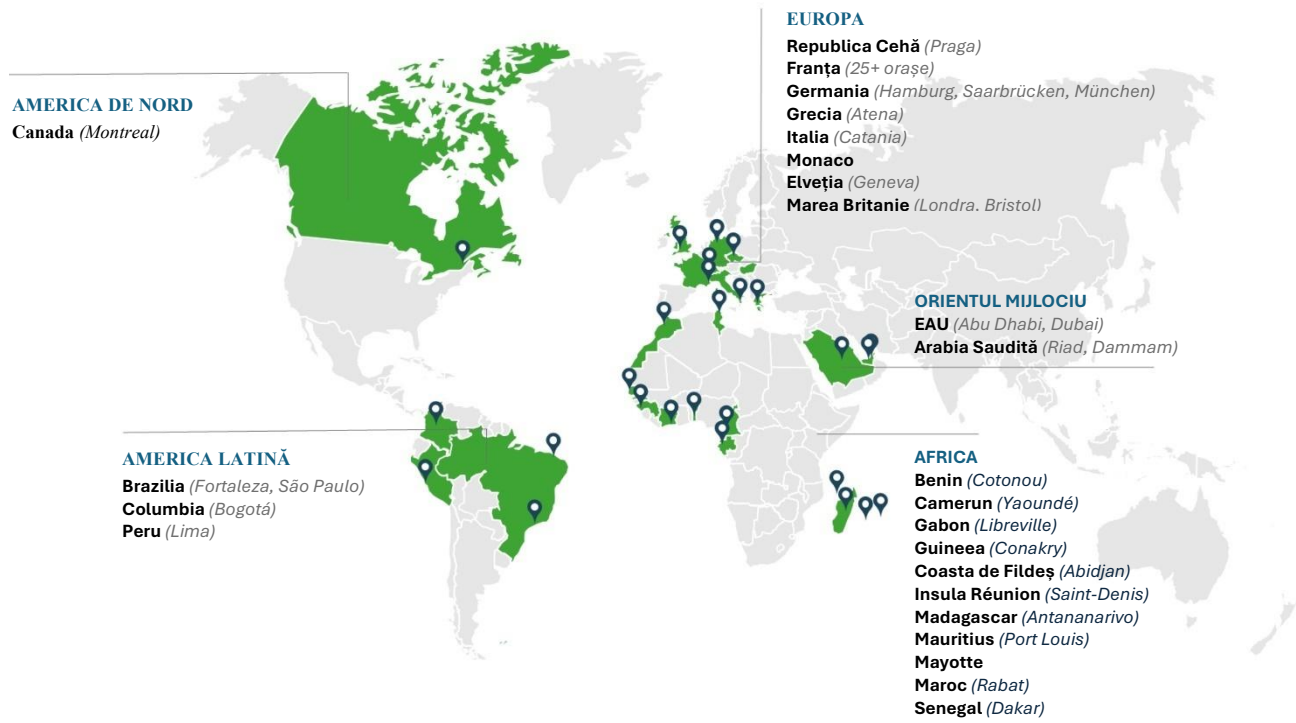 EUROPA
Republica Cehă (Praga)
Franța (25+ orașe)
Germania (Hamburg, Saarbrücken, München)
Grecia (Atena)
Italia (Catania)
Monaco
Elveția (Geneva)
Marea Britanie (Londra. Bristol)
AMERICA DE NORD
Canada (Montreal)
ORIENTUL MIJLOCIU
EAU (Abu Dhabi, Dubai)
Arabia Saudită (Riad, Dammam)
AMERICA LATINĂ
Brazilia (Fortaleza, São Paulo)
Columbia (Bogotá)
Peru (Lima)
AFRICA
Benin (Cotonou)
Camerun (Yaoundé)
Gabon (Libreville)
Guineea (Conakry)
Coasta de Fildeș (Abidjan)
Insula Réunion (Saint-Denis)
Madagascar (Antananarivo)
Mauritius (Port Louis)
Mayotte
Maroc (Rabat)
Senegal (Dakar)